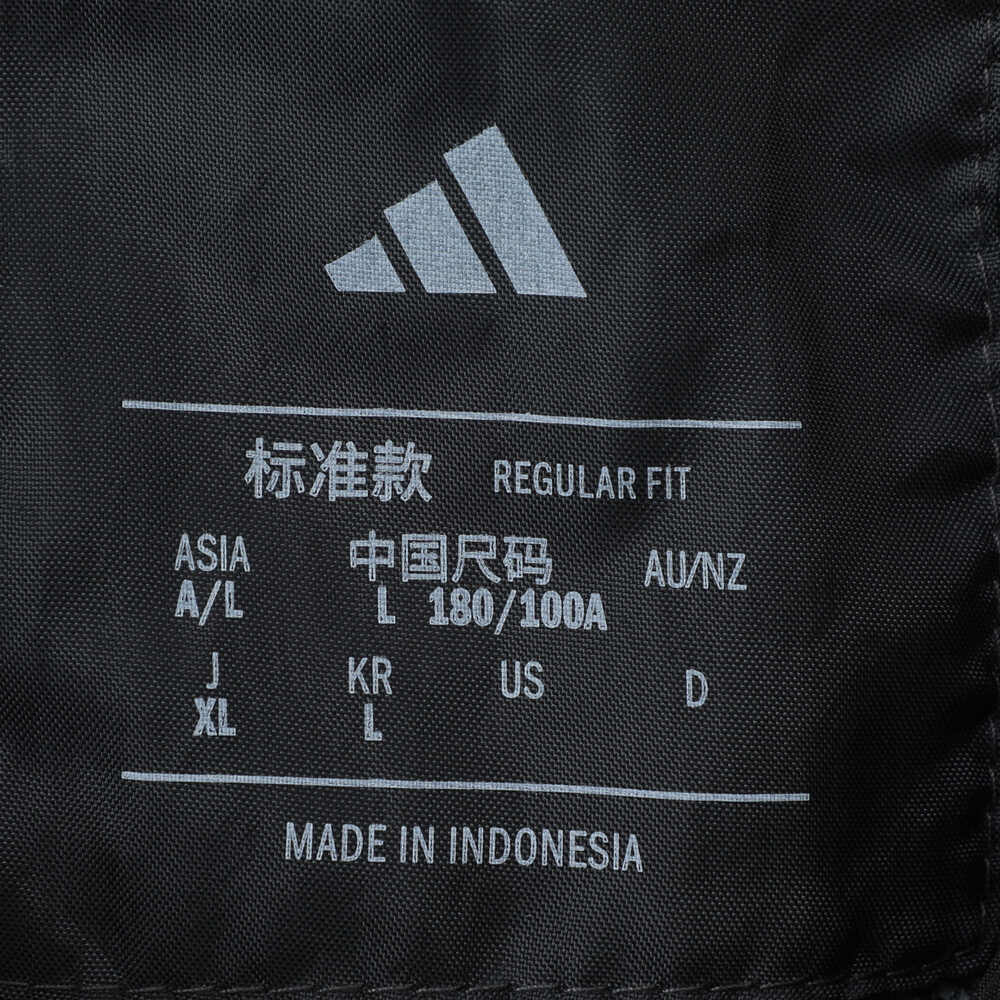 标准款 REGULAR FIT
ASIA 中国尺码 AU/NZ
A/L L 180/100A
J KR US D
XL L
MADE IN INDONESIA